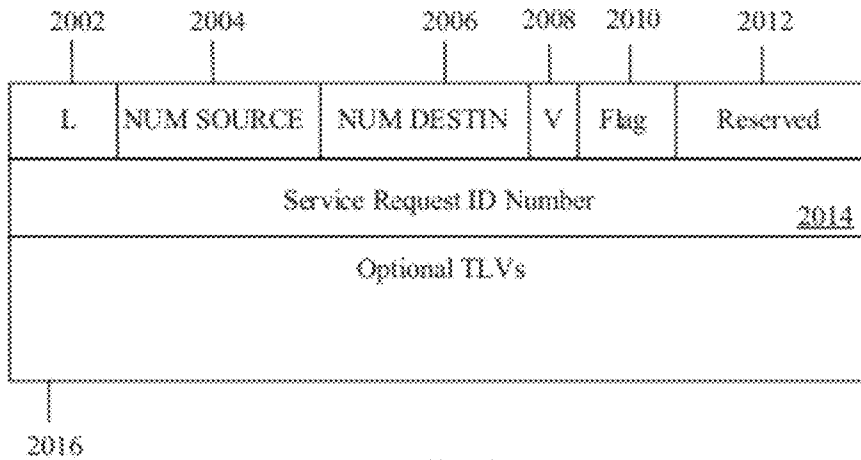 2002 2004 2006 2008 2010 2012
L NUM SOURCE NUM DESTIN V Flag Reserved
Service Request ID Number
2014
Optional TLVs
2016